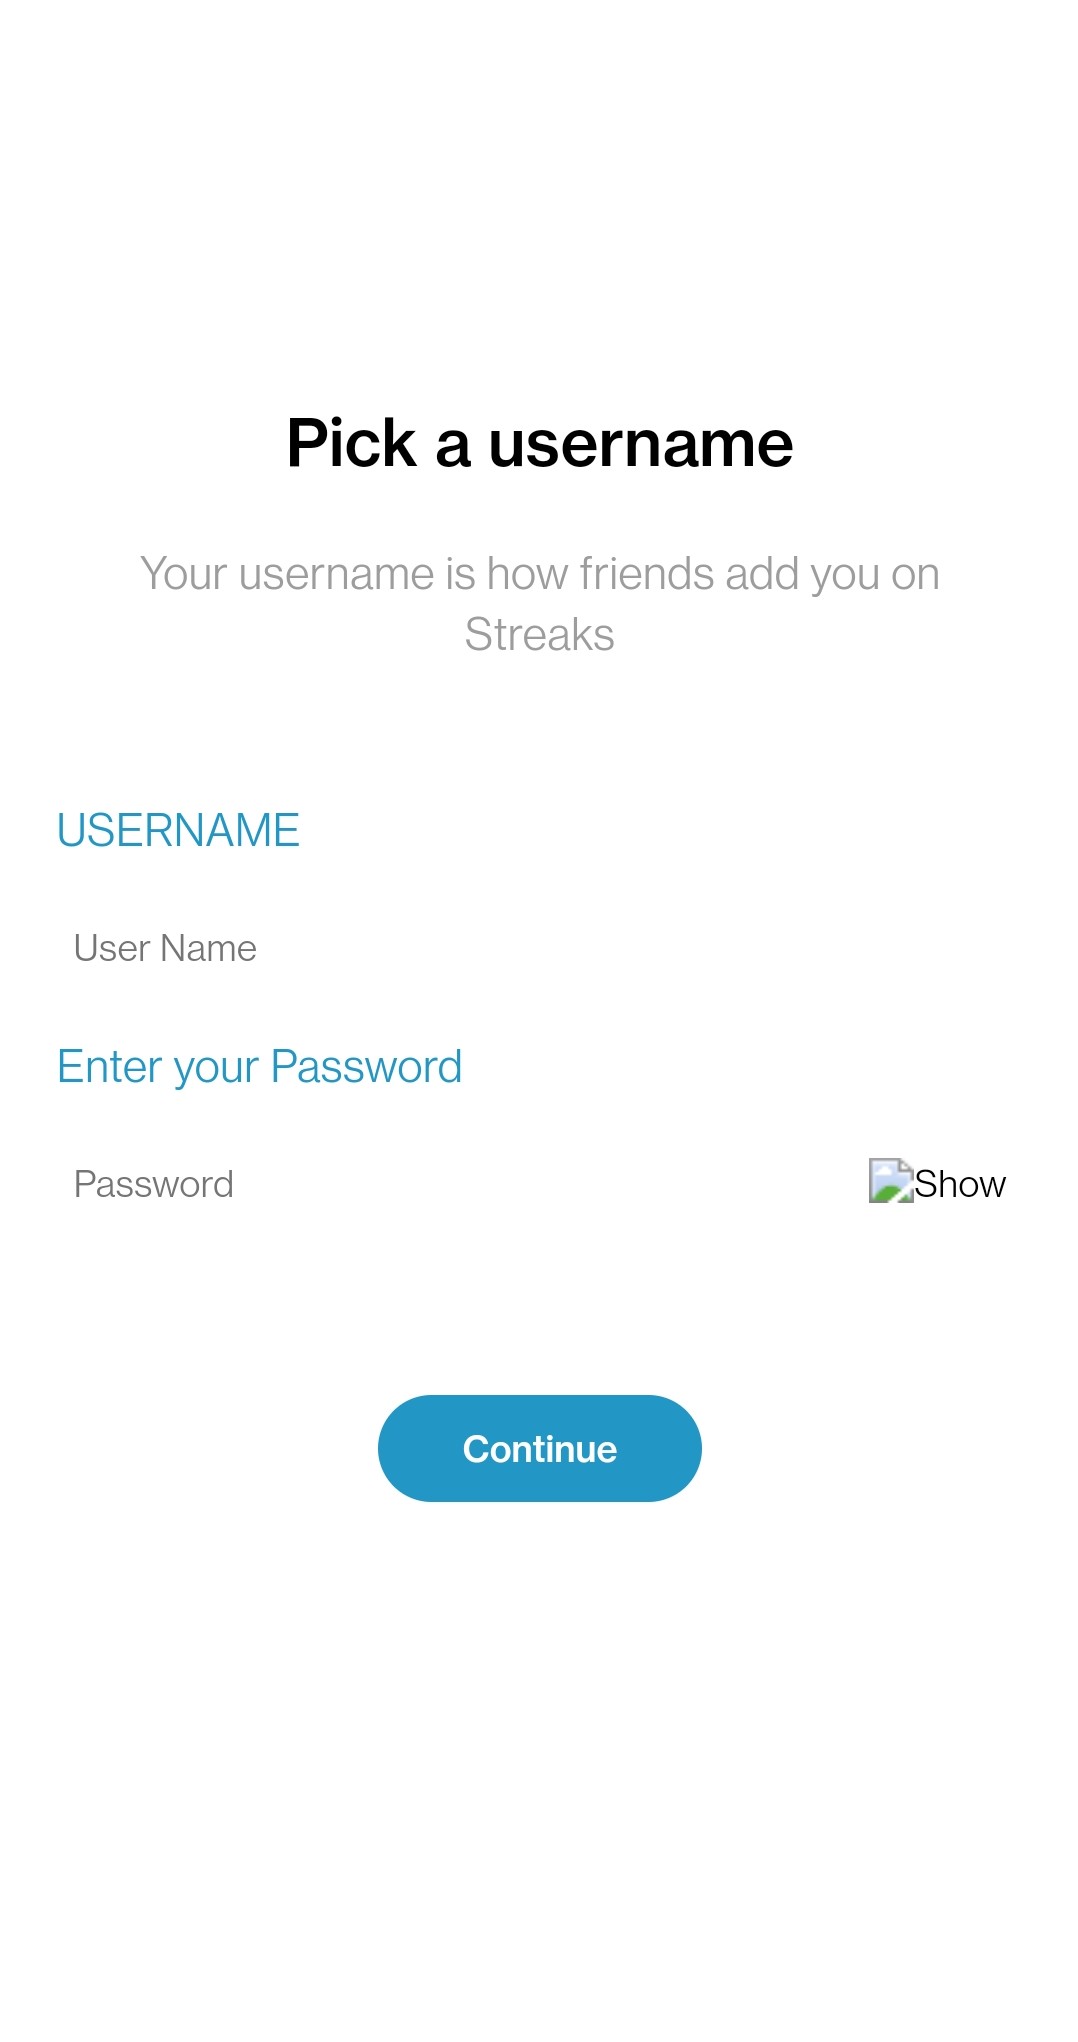 Pick a username
Your username is how friends add you on
Streaks
USERNAME
User Name
Enter your Password
Password
Show
Continue